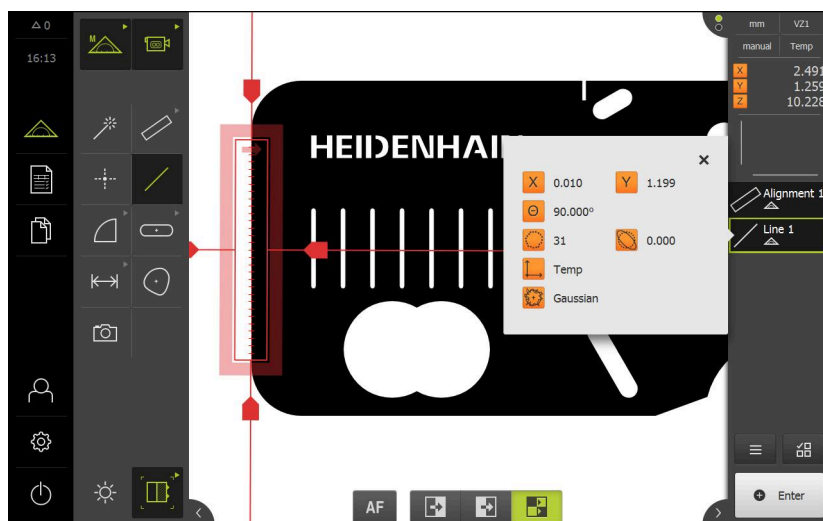 △ 0
16:13
M
HEIDENHAI
mm VZ1
manual Temp
X 2.491
Y 1.259
Z 10.228
X 0.010 Y 1.199
Θ 90.000°
31 0.000
Temp
Gaussian
Alignment 1
Line 1
AF
Enter